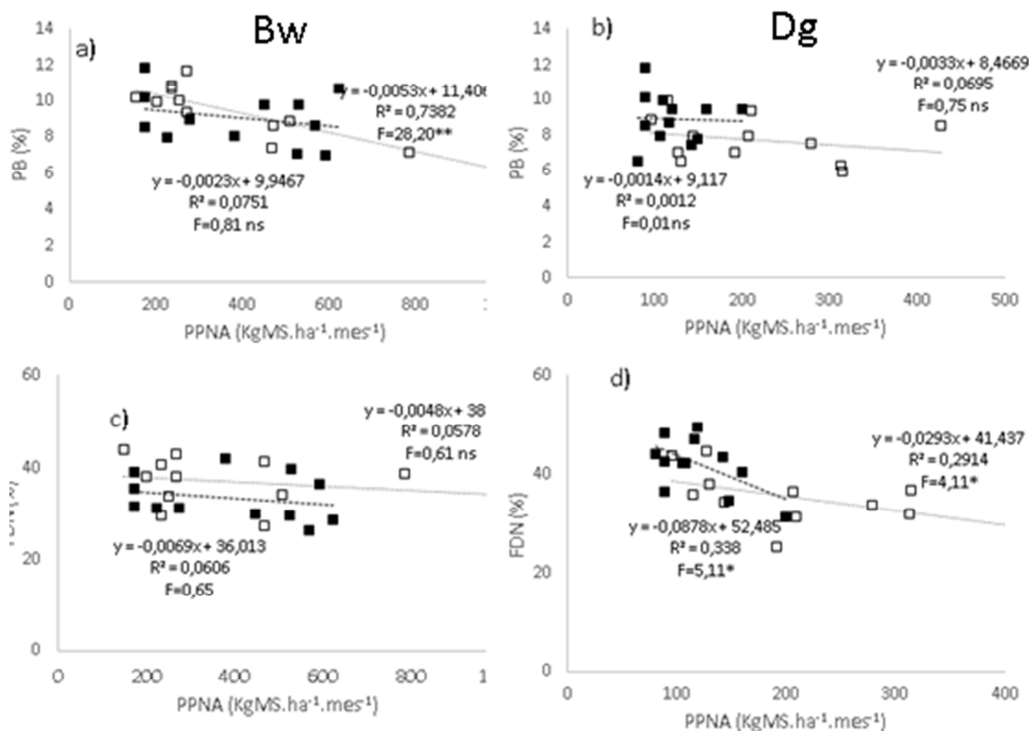 Bw
Dg
a)
14
12
10
8
6
4
2
0
PB (%)
y = -0,0053x + 11,406
R² = 0,7382
F=28,20**
y = -0,0023x + 9,9467
R² = 0,0751
F=0,81 ns
0
200
400
600
800
1
PPNA (KgMS.ha⁻¹.mes⁻¹)
b)
14
12
10
8
6
4
2
0
PB (%)
y = -0,0033x + 8,4669
R² = 0,0695
F=0,75 ns
y = -0,0014x + 9,117
R² = 0,0012
F=0,01 ns
0
100
200
300
400
500
PPNA (KgMS.ha⁻¹.mes⁻¹)
c)
60
40
20
0
y = -0,0048x + 38
R² = 0,0578
F=0,61 ns
y = -0,0069x + 36,013
R² = 0,0606
F=0,65
0
200
400
600
800
1
PPNA (KgMS.ha⁻¹.mes⁻¹)
d)
60
40
20
0
FDN (%)
y = -0,0293x + 41,437
R² = 0,2914
F=4,11*
y = -0,0878x + 52,485
R² = 0,338
F=5,11*
0
100
200
300
400
PPNA (KgMS.ha⁻¹.mes⁻¹)